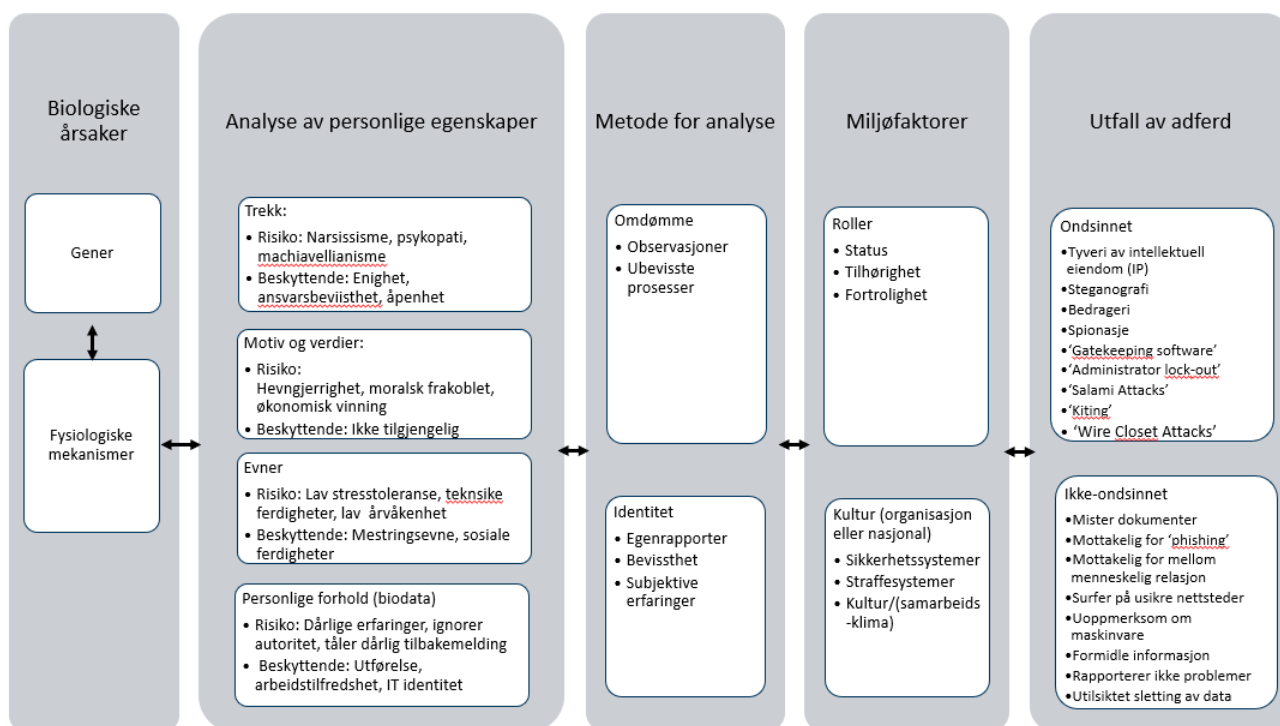 Biologiske
årsaker
Gener
Fysiologiske
mekanismer
Analyse av personlige egenskaper
Trekk:
• Risiko: Narsissisme, psykopati,
machiavellianisme
• Beskyttende: Enighet,
ansvarsbeviisthet, åpenhet
Motiv og verdier:
• Risiko:
Hevngjerrighet, moralsk frakoblet,
økonomisk vinning
• Beskyttende: Ikke tilgjengelig
Evner
• Risiko: Lav stresstoleranse, teknsike
ferdigheter, lav årvåkenhet
• Beskyttende: Mestringsevne, sosiale
ferdigheter
Personlige forhold (biodata)
• Risiko: Dårlige erfaringer, ignorer
autoritet, tåler dårlig tilbakemelding
• Beskyttende: Utførelse,
arbeidstilfredshet, IT identitet
Metode for analyse
Omdømme
• Observasjoner
• Ubevisste
prosesser
Identitet
• Egenrapporter
• Bevissthet
• Subjektive
erfaringer
Miljøfaktorer
Roller
• Status
• Tilhørighet
• Fortrolighet
Kultur (organisasjon
eller nasjonal)
• Sikkerhetssystemer
• Straffesystemer
• Kultur/(samarbeids
-klima)
Utfall av adferd
Ondsinnet
•Tyveri av intellektuell
eiendom (IP)
•Steganografi
•Bedrageri
•Spionasje
•‘Gatekeeping software’
•‘Administrator lock-out’
•‘Salami Attacks’
•‘Kiting’
• ‘Wire Closet Attacks’
Ikke-ondsinnet
•Mister dokumenter
•Mottakelig for ‘phishing’
•Mottakelig for mellom
menneskelig relasjon
•Surfer på usikre nettsteder
•Uoppmerksom om
maskinvare
•Formidle informasjon
•Rapporterer ikke problemer
•Utilsiktet sletting av data